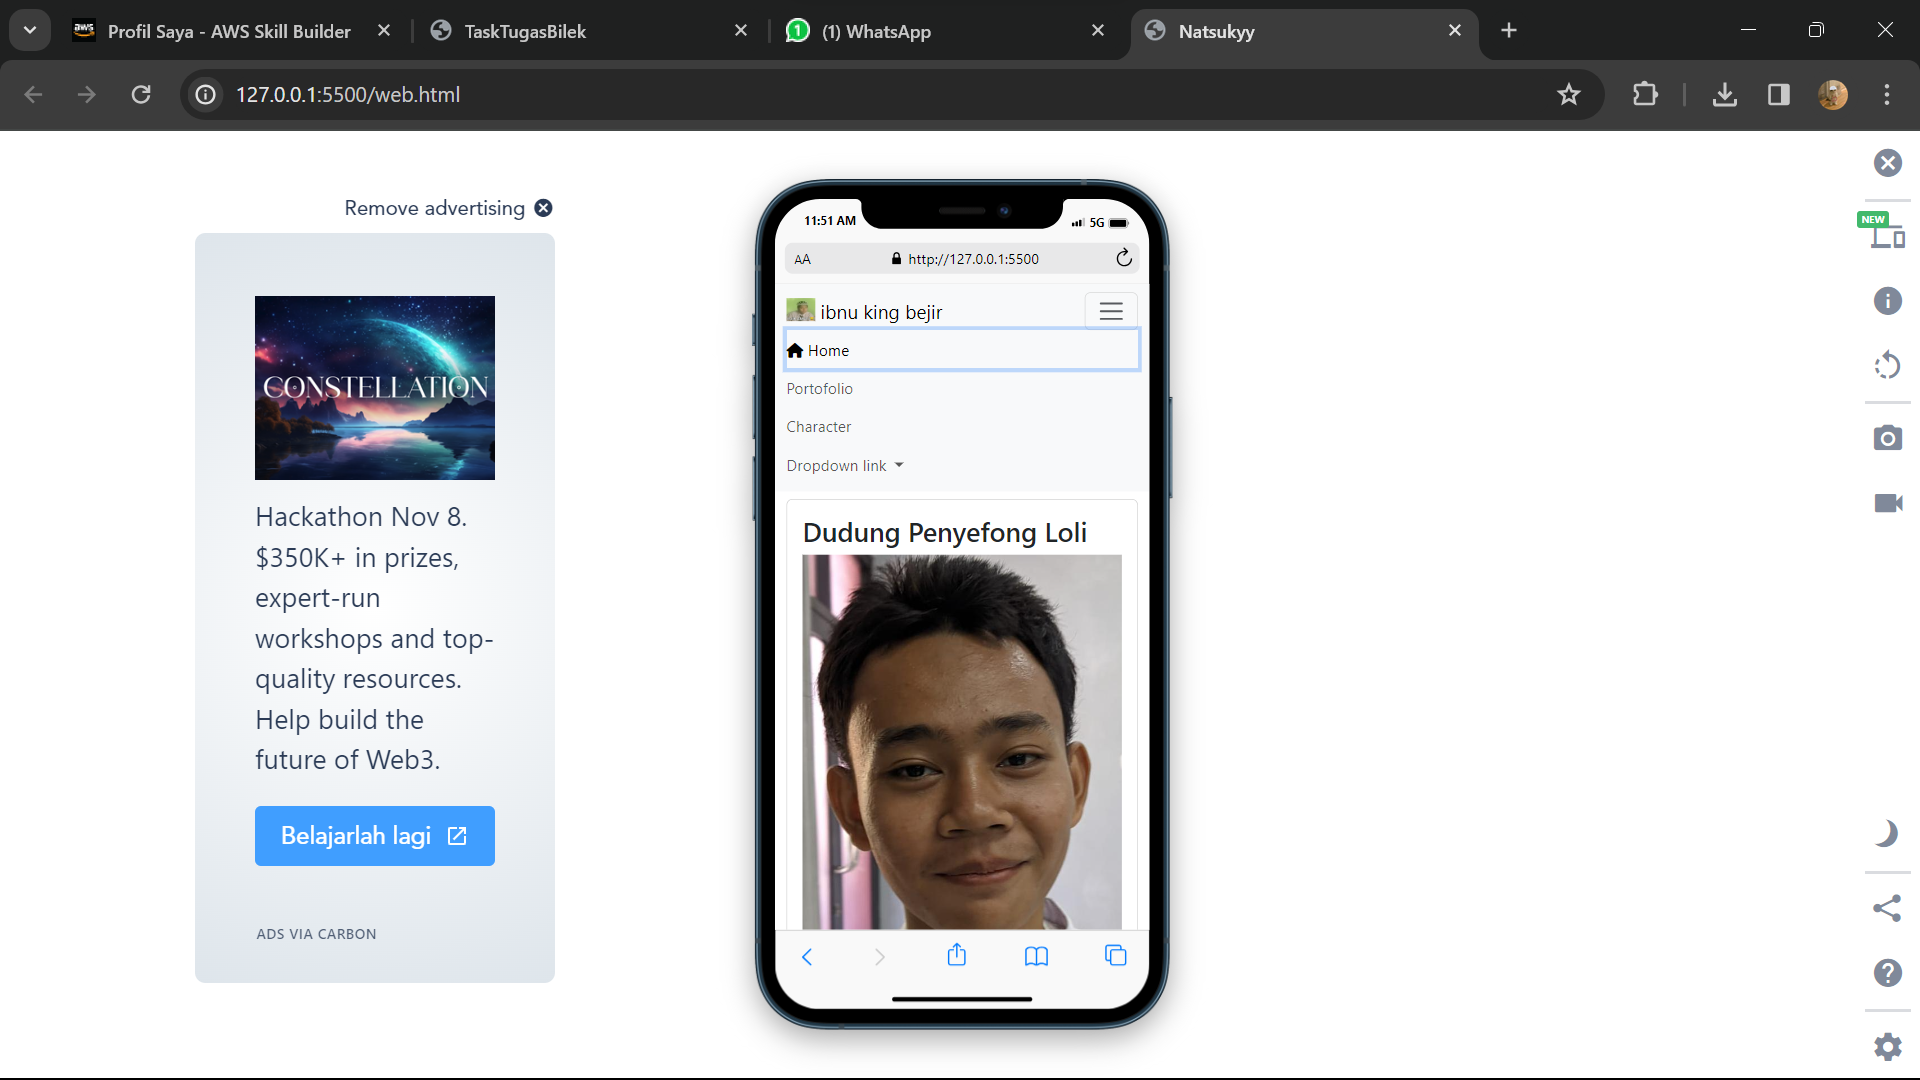 aws
Profil Saya - AWS Skill Builder
TaskTugasBilek
1
(1) WhatsApp
Natsukyy
127.0.0.1:5500/web.html
Remove advertising
CONSTELLATION
Hackathon Nov 8.
$350K+ in prizes,
expert-run
workshops and top-
quality resources.
Help build the
future of Web3.
Belajarlah lagi
ADS VIA CARBON
11:51 AM
5G
AA
http://127.0.0.1:5500
ibnu king bejir
Home
Portofolio
Character
Dropdown link
Dudung Penyefong Loli
NEW